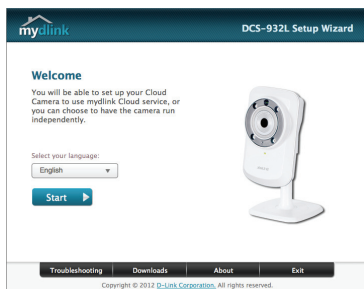 mydlink
DCS-932L Setup Wizard
Welcome
You will be able to set up your Cloud
Camera to use mydlink Cloud service, or
you can choose to have the camera run
independently.
Select your language:
English
Start
Troubleshooting Downloads About Exit
Copyright © 2012 D-Link Corporation. All rights reserved.